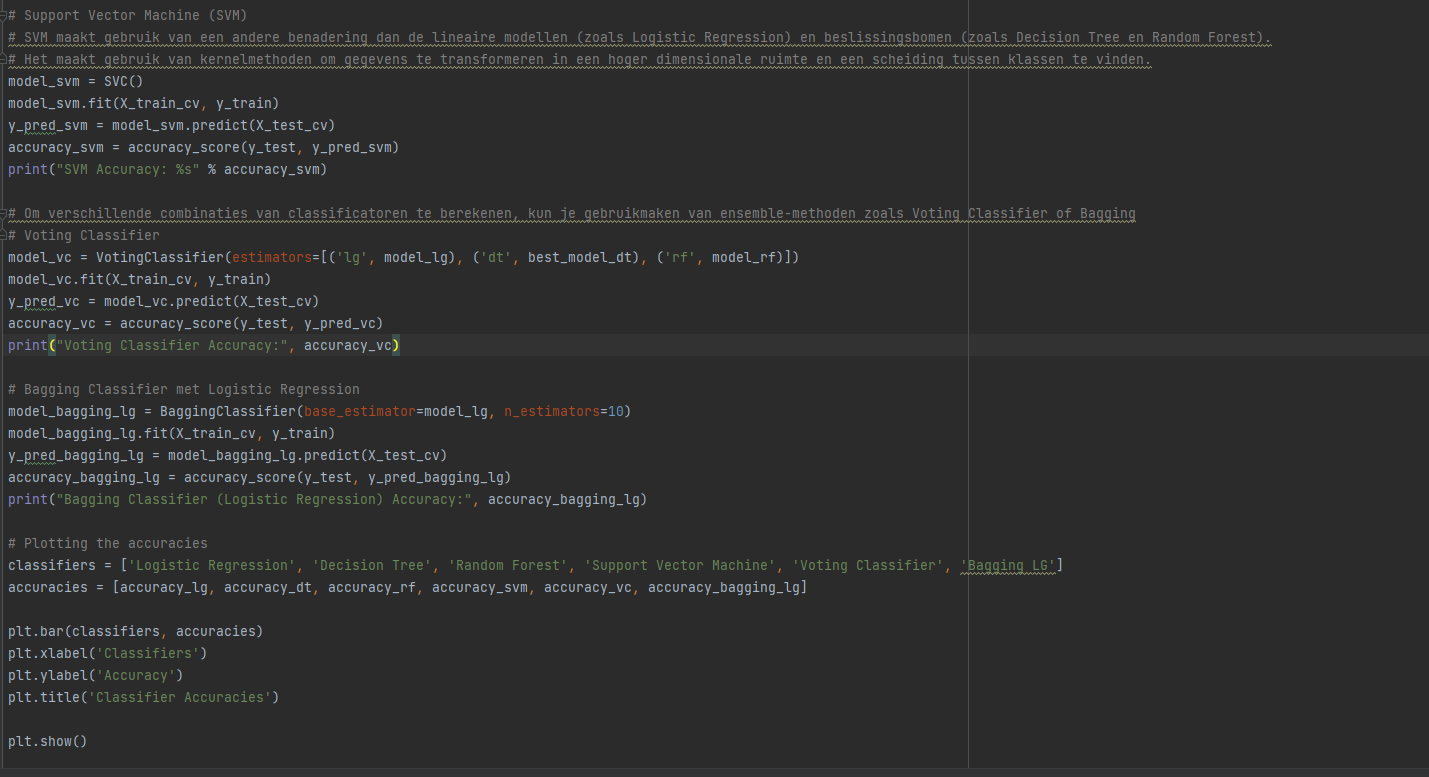 # Support Vector Machine (SVM)
# SVM maakt gebruik van een andere benadering dan de lineaire modellen (zoals Logistic Regression) en beslissingsbomen (zoals Decision Tree en Random Forest).
# Het maakt gebruik van kernelmethoden om gegevens te transformeren in een hoger dimensionale ruimte en een scheiding tussen klassen te vinden.
model_svm = SVC()
model_svm.fit(X_train_cv, y_train)
y_pred_svm = model_svm.predict(X_test_cv)
accuracy_svm = accuracy_score(y_test, y_pred_svm)
print("SVM Accuracy: %s" % accuracy_svm)
# Om verschillende combinaties van classificatoren te berekenen, kun je gebruikmaken van ensemble-methoden zoals Voting Classifier of Bagging
# Voting Classifier
model_vc = VotingClassifier(estimators=[('lg', model_lg), ('dt', best_model_dt), ('rf', model_rf)])
model_vc.fit(X_train_cv, y_train)
y_pred_vc = model_vc.predict(X_test_cv)
accuracy_vc = accuracy_score(y_test, y_pred_vc)
print("Voting Classifier Accuracy:", accuracy_vc)
# Bagging Classifier met Logistic Regression
model_bagging_lg = BaggingClassifier(base_estimator=model_lg, n_estimators=10)
model_bagging_lg.fit(X_train_cv, y_train)
y_pred_bagging_lg = model_bagging_lg.predict(X_test_cv)
accuracy_bagging_lg = accuracy_score(y_test, y_pred_bagging_lg)
print("Bagging Classifier (Logistic Regression) Accuracy:", accuracy_bagging_lg)
# Plotting the accuracies
classifiers = ['Logistic Regression', 'Decision Tree', 'Random Forest', 'Support Vector Machine', 'Voting Classifier', 'Bagging LG']
accuracies = [accuracy_lg, accuracy_dt, accuracy_rf, accuracy_svm, accuracy_vc, accuracy_bagging_lg]
plt.bar(classifiers, accuracies)
plt.xlabel('Classifiers')
plt.ylabel('Accuracy')
plt.title('Classifier Accuracies')
plt.show()